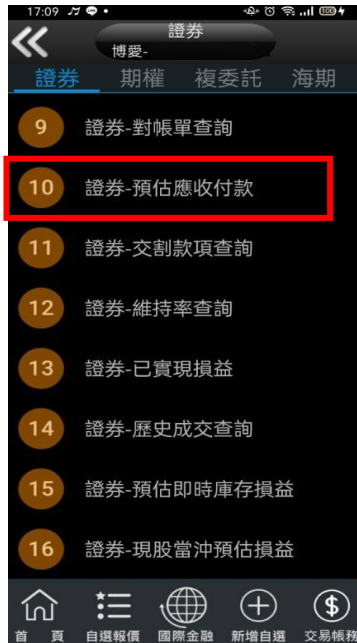 17:09
證券
博愛-
證券 期權 複委託 海期
9 證券-對帳單查詢
10 證券-預估應收付款
11 證券-交割款項查詢
12 證券-維持率查詢
13 證券-已實現損益
14 證券-歷史成交查詢
15 證券-預估即時庫存損益
16 證券-現股當沖預估損益
首 頁 自選報價 國際金融 新增自選 交易帳務